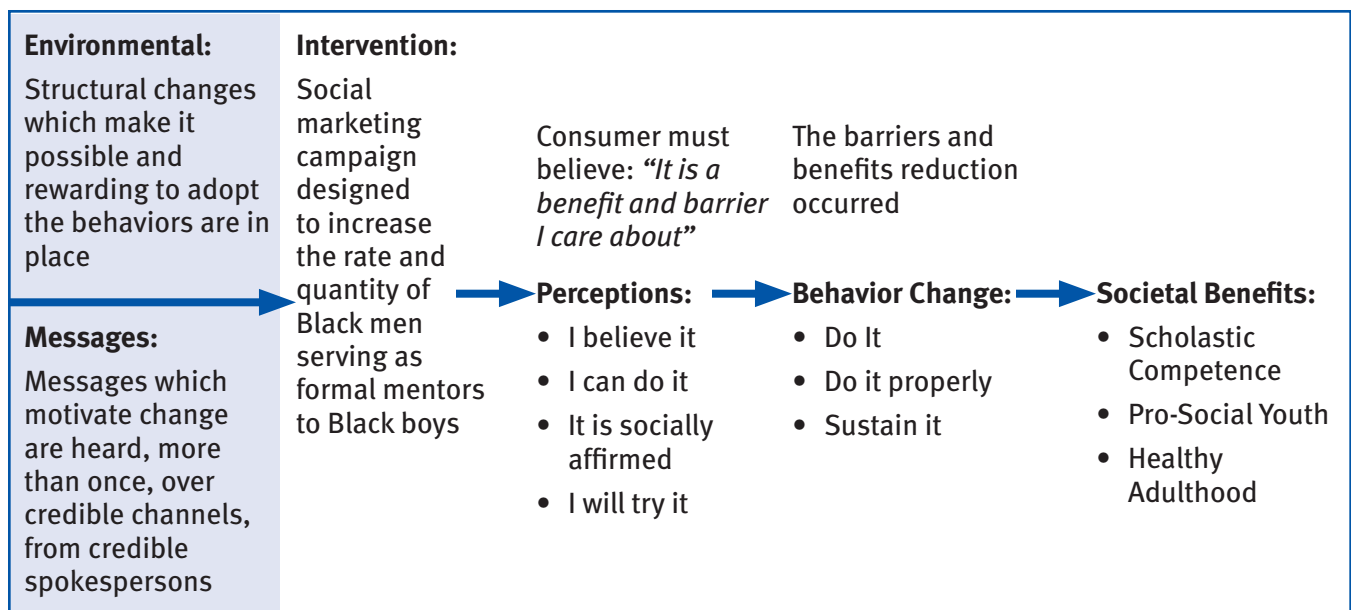 Environmental:
Structural changes
which make it
possible and
rewarding to adopt
the behaviors are in
place
Messages:
Messages which
motivate change
are heard, more
than once, over
credible channels,
from credible
spokespersons
Intervention:
Social
marketing
campaign
designed
to increase
the rate and
quantity of
Black men
serving as
formal mentors
to Black boys
Consumer must
believe: “It is a
benefit and barrier
I care about”
Perceptions:
• I believe it
• I can do it
• It is socially
affirmed
• I will try it
The barriers and
benefits reduction
occurred
Behavior Change:
• Do It
• Do it properly
• Sustain it
Societal Benefits:
• Scholastic
Competence
• Pro-Social Youth
• Healthy
Adulthood